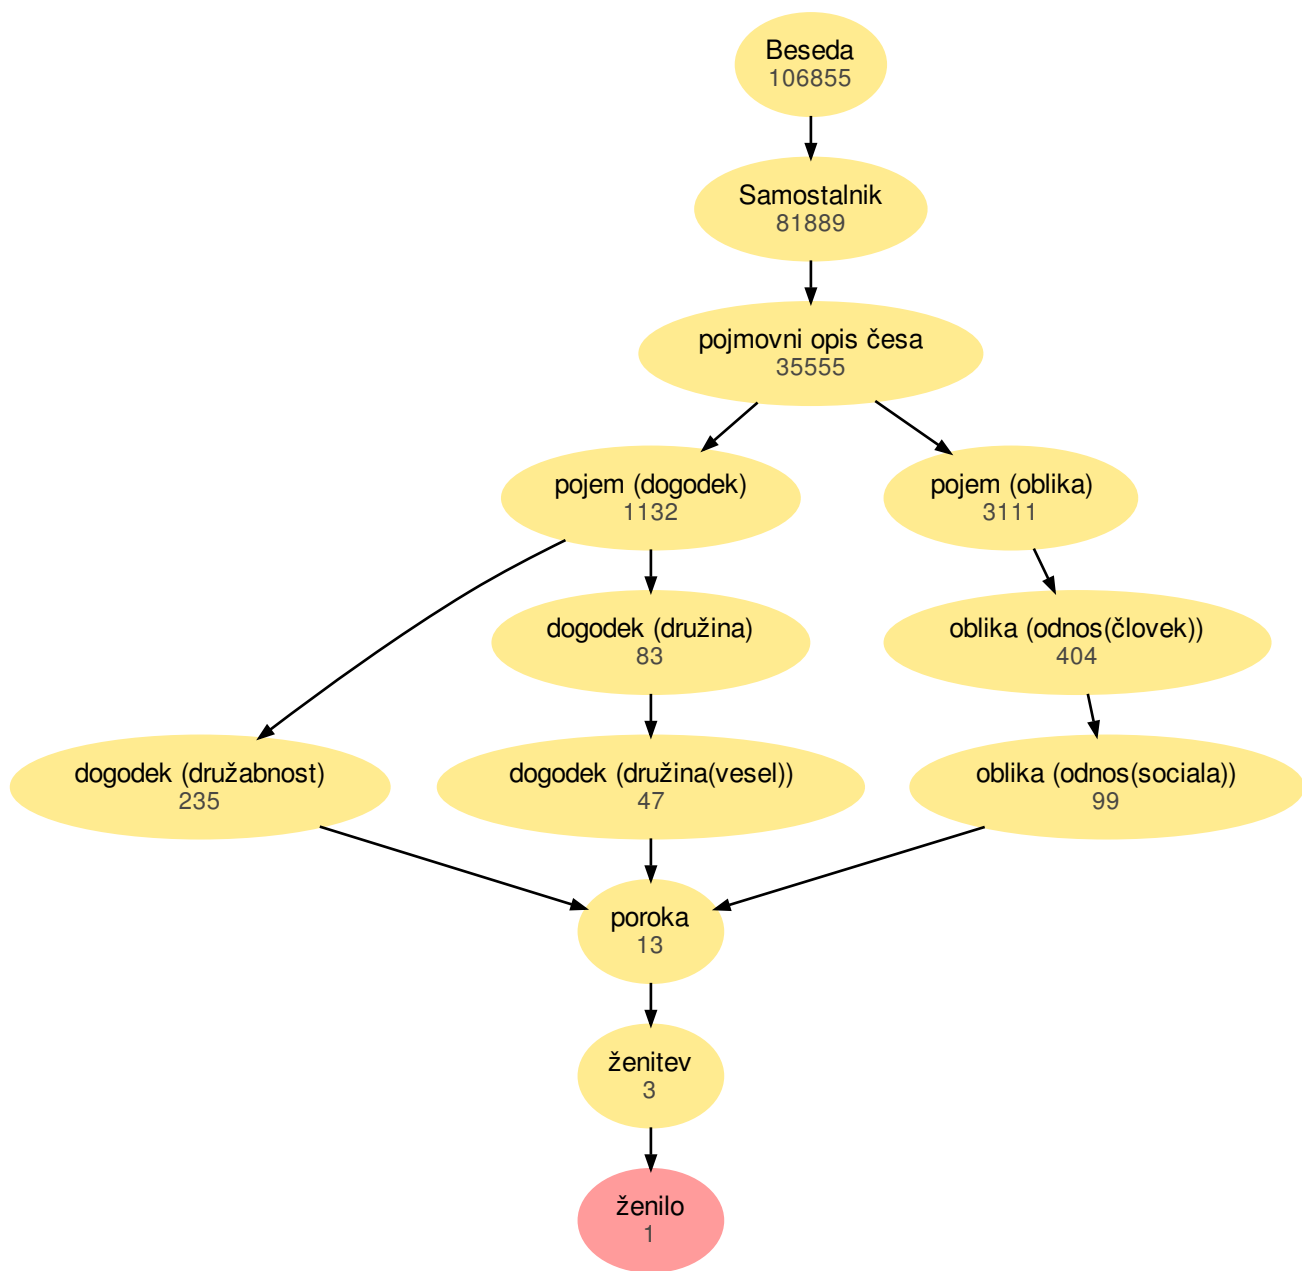 Beseda
106855
Samostalnik
81889
pojmovni opis česa
35555
pojem (dogodek)
1132
pojem (oblika)
3111
dogodek (družina)
83
oblika (odnos(človek))
404
dogodek (družabnost)
235
dogodek (družina(vesel))
47
oblika (odnos(sociala))
99
poroka
13
ženitev
3
ženilo
1